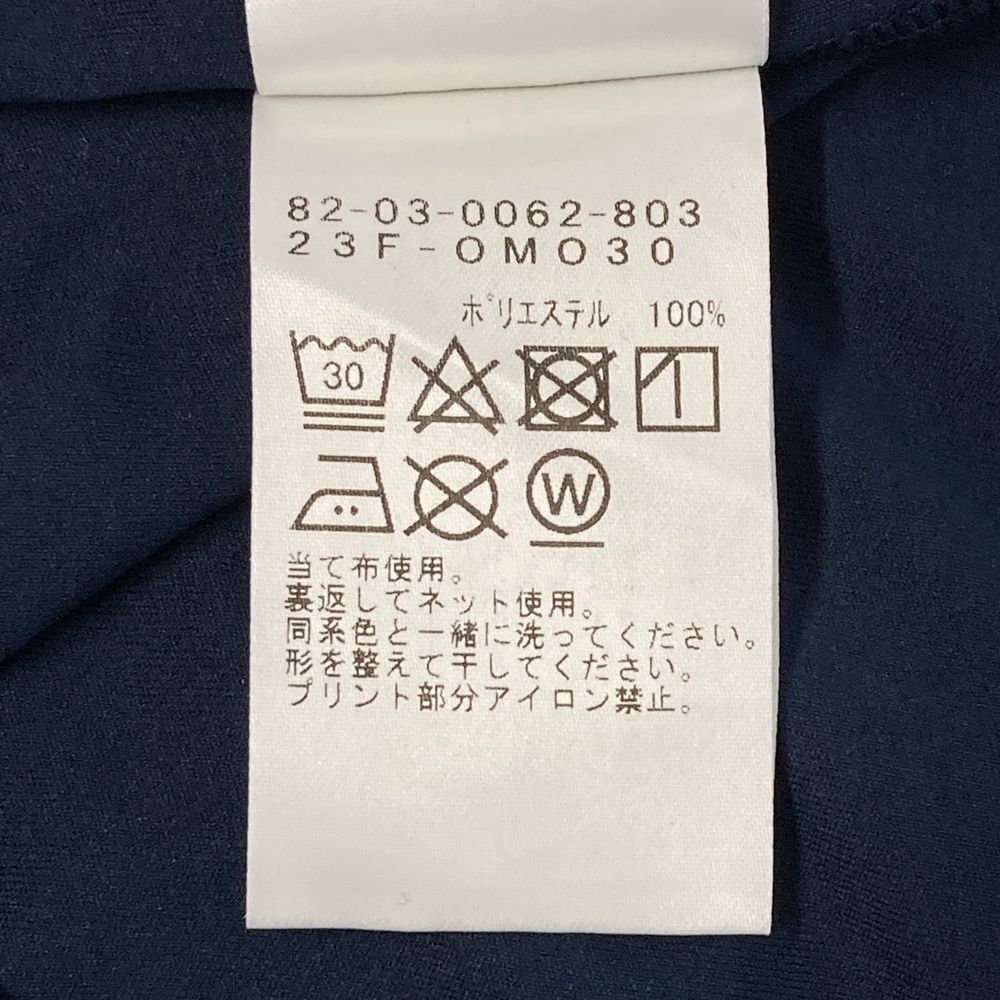 82-03-0062-803
23F-OMO30
ポリエステル 100%
30
W
当て布使用。
裏返してネット使用。
同系色と一緒に洗ってください。
形を整えて干してください。
プリント部分アイロン禁止。